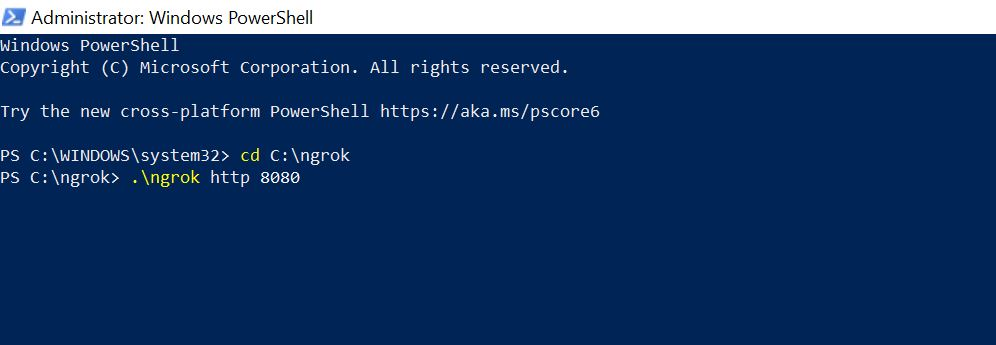 Administrator: Windows PowerShell
Windows PowerShell
Copyright (C) Microsoft Corporation. All rights reserved.
Try the new cross-platform PowerShell https://aka.ms/pscore6
PS C:\WINDOWS\system32> cd C:\ngrok
PS C:\ngrok> .\ngrok http 8080